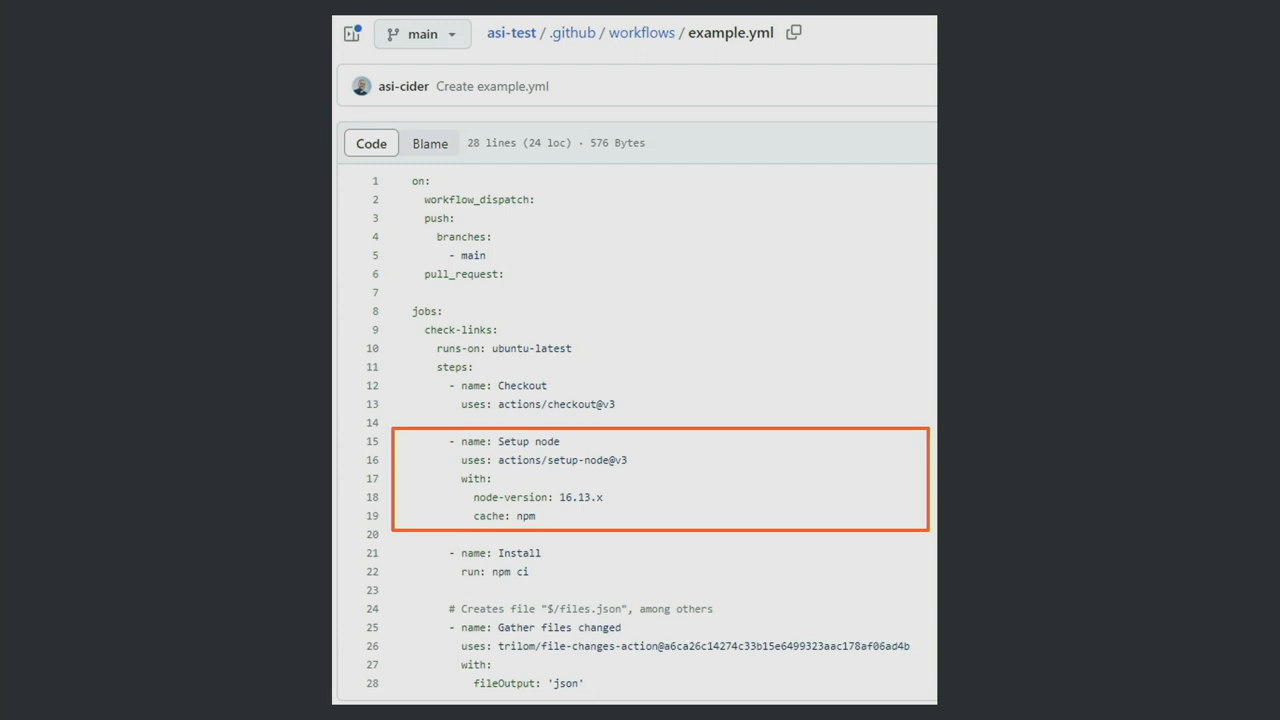 main asi-test / .github / workflows / example.yml
asi-cider Create example.yml
Code Blame 28 lines (24 loc) · 576 Bytes
1 on:
2 workflow_dispatch:
3 push:
4 branches:
5 - main
6 pull_request:
7
8 jobs:
9 check-links:
10 runs-on: ubuntu-latest
11 steps:
12 - name: Checkout
13 uses: actions/checkout@v3
14
15 - name: Setup node
16 uses: actions/setup-node@v3
17 with:
18 node-version: 16.13.x
19 cache: npm
20
21 - name: Install
22 run: npm ci
23
24 # Creates file "$/files.json", among others
25 - name: Gather files changed
26 uses: trilom/file-changes-action@a6ca26c14274c33b15e6499323aac178af06ad4b
27 with:
28 fileOutput: 'json'